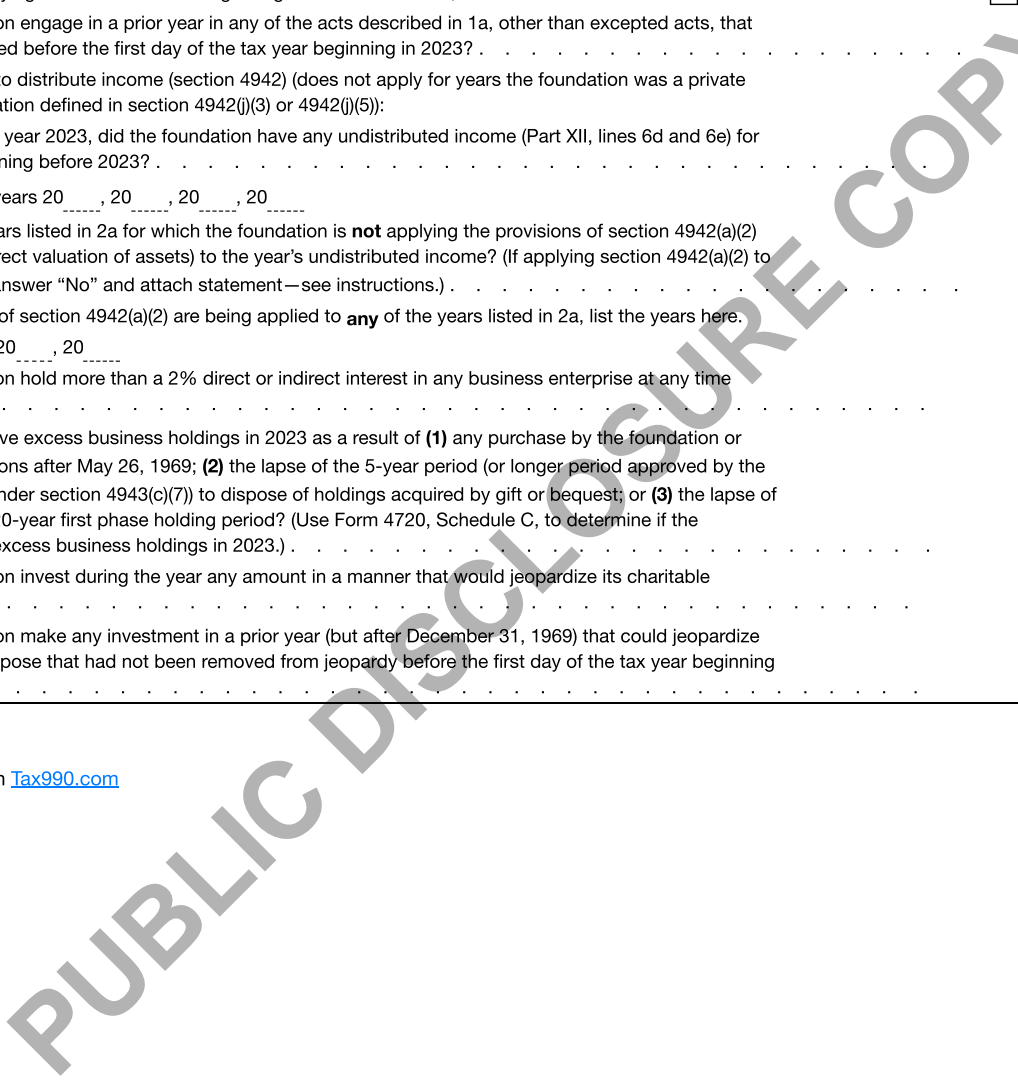 on engage in a prior year in any of the acts described in 1a, other than excepted acts, that
ed before the first day of the tax year beginning in 2023? . . . . . . . . . . . . . . . . . . .
to distribute income (section 4942) (does not apply for years the foundation was a private
ation defined in section 4942(j)(3) or 4942(j)(5)):
year 2023, did the foundation have any undistributed income (Part XII, lines 6d and 6e) for
ning before 2023? . . . . . . . . . . . . . . . . . . . . . . . . . . . . . .
years 20 , 20 , 20 , 20
ars listed in 2a for which the foundation is not applying the provisions of section 4942(a)(2)
rect valuation of assets) to the year's undistributed income? (If applying section 4942(a)(2) to
answer “No” and attach statement—see instructions.) . . . . . . . . . . . . . . . . . . . .
of section 4942(a)(2) are being applied to any of the years listed in 2a, list the years here.
20 , 20
on hold more than a 2% direct or indirect interest in any business enterprise at any time
. . . . . . . . . . . . . . . . . . . . . . . . . . . . . . . . . . . .
ve excess business holdings in 2023 as a result of (1) any purchase by the foundation or
ons after May 26, 1969; (2) the lapse of the 5-year period (or longer period approved by the
nder section 4943(c)(7)) to dispose of holdings acquired by gift or bequest; or (3) the lapse of
20-year first phase holding period? (Use Form 4720, Schedule C, to determine if the
excess business holdings in 2023.) . . . . . . . . . . . . . . . . . . . . . . . . .
on invest during the year any amount in a manner that would jeopardize its charitable
. . . . . . . . . . . . . . . . . . . . . . . . . . . . . . . . . . .
on make any investment in a prior year (but after December 31, 1969) that could jeopardize
pose that had not been removed from jeopardy before the first day of the tax year beginning
. . . . . . . . . . . . . . . . . . . . . . . . . . . . . . . . . . .
n Tax990.com
PUBLIC DISCLOSURE COPY